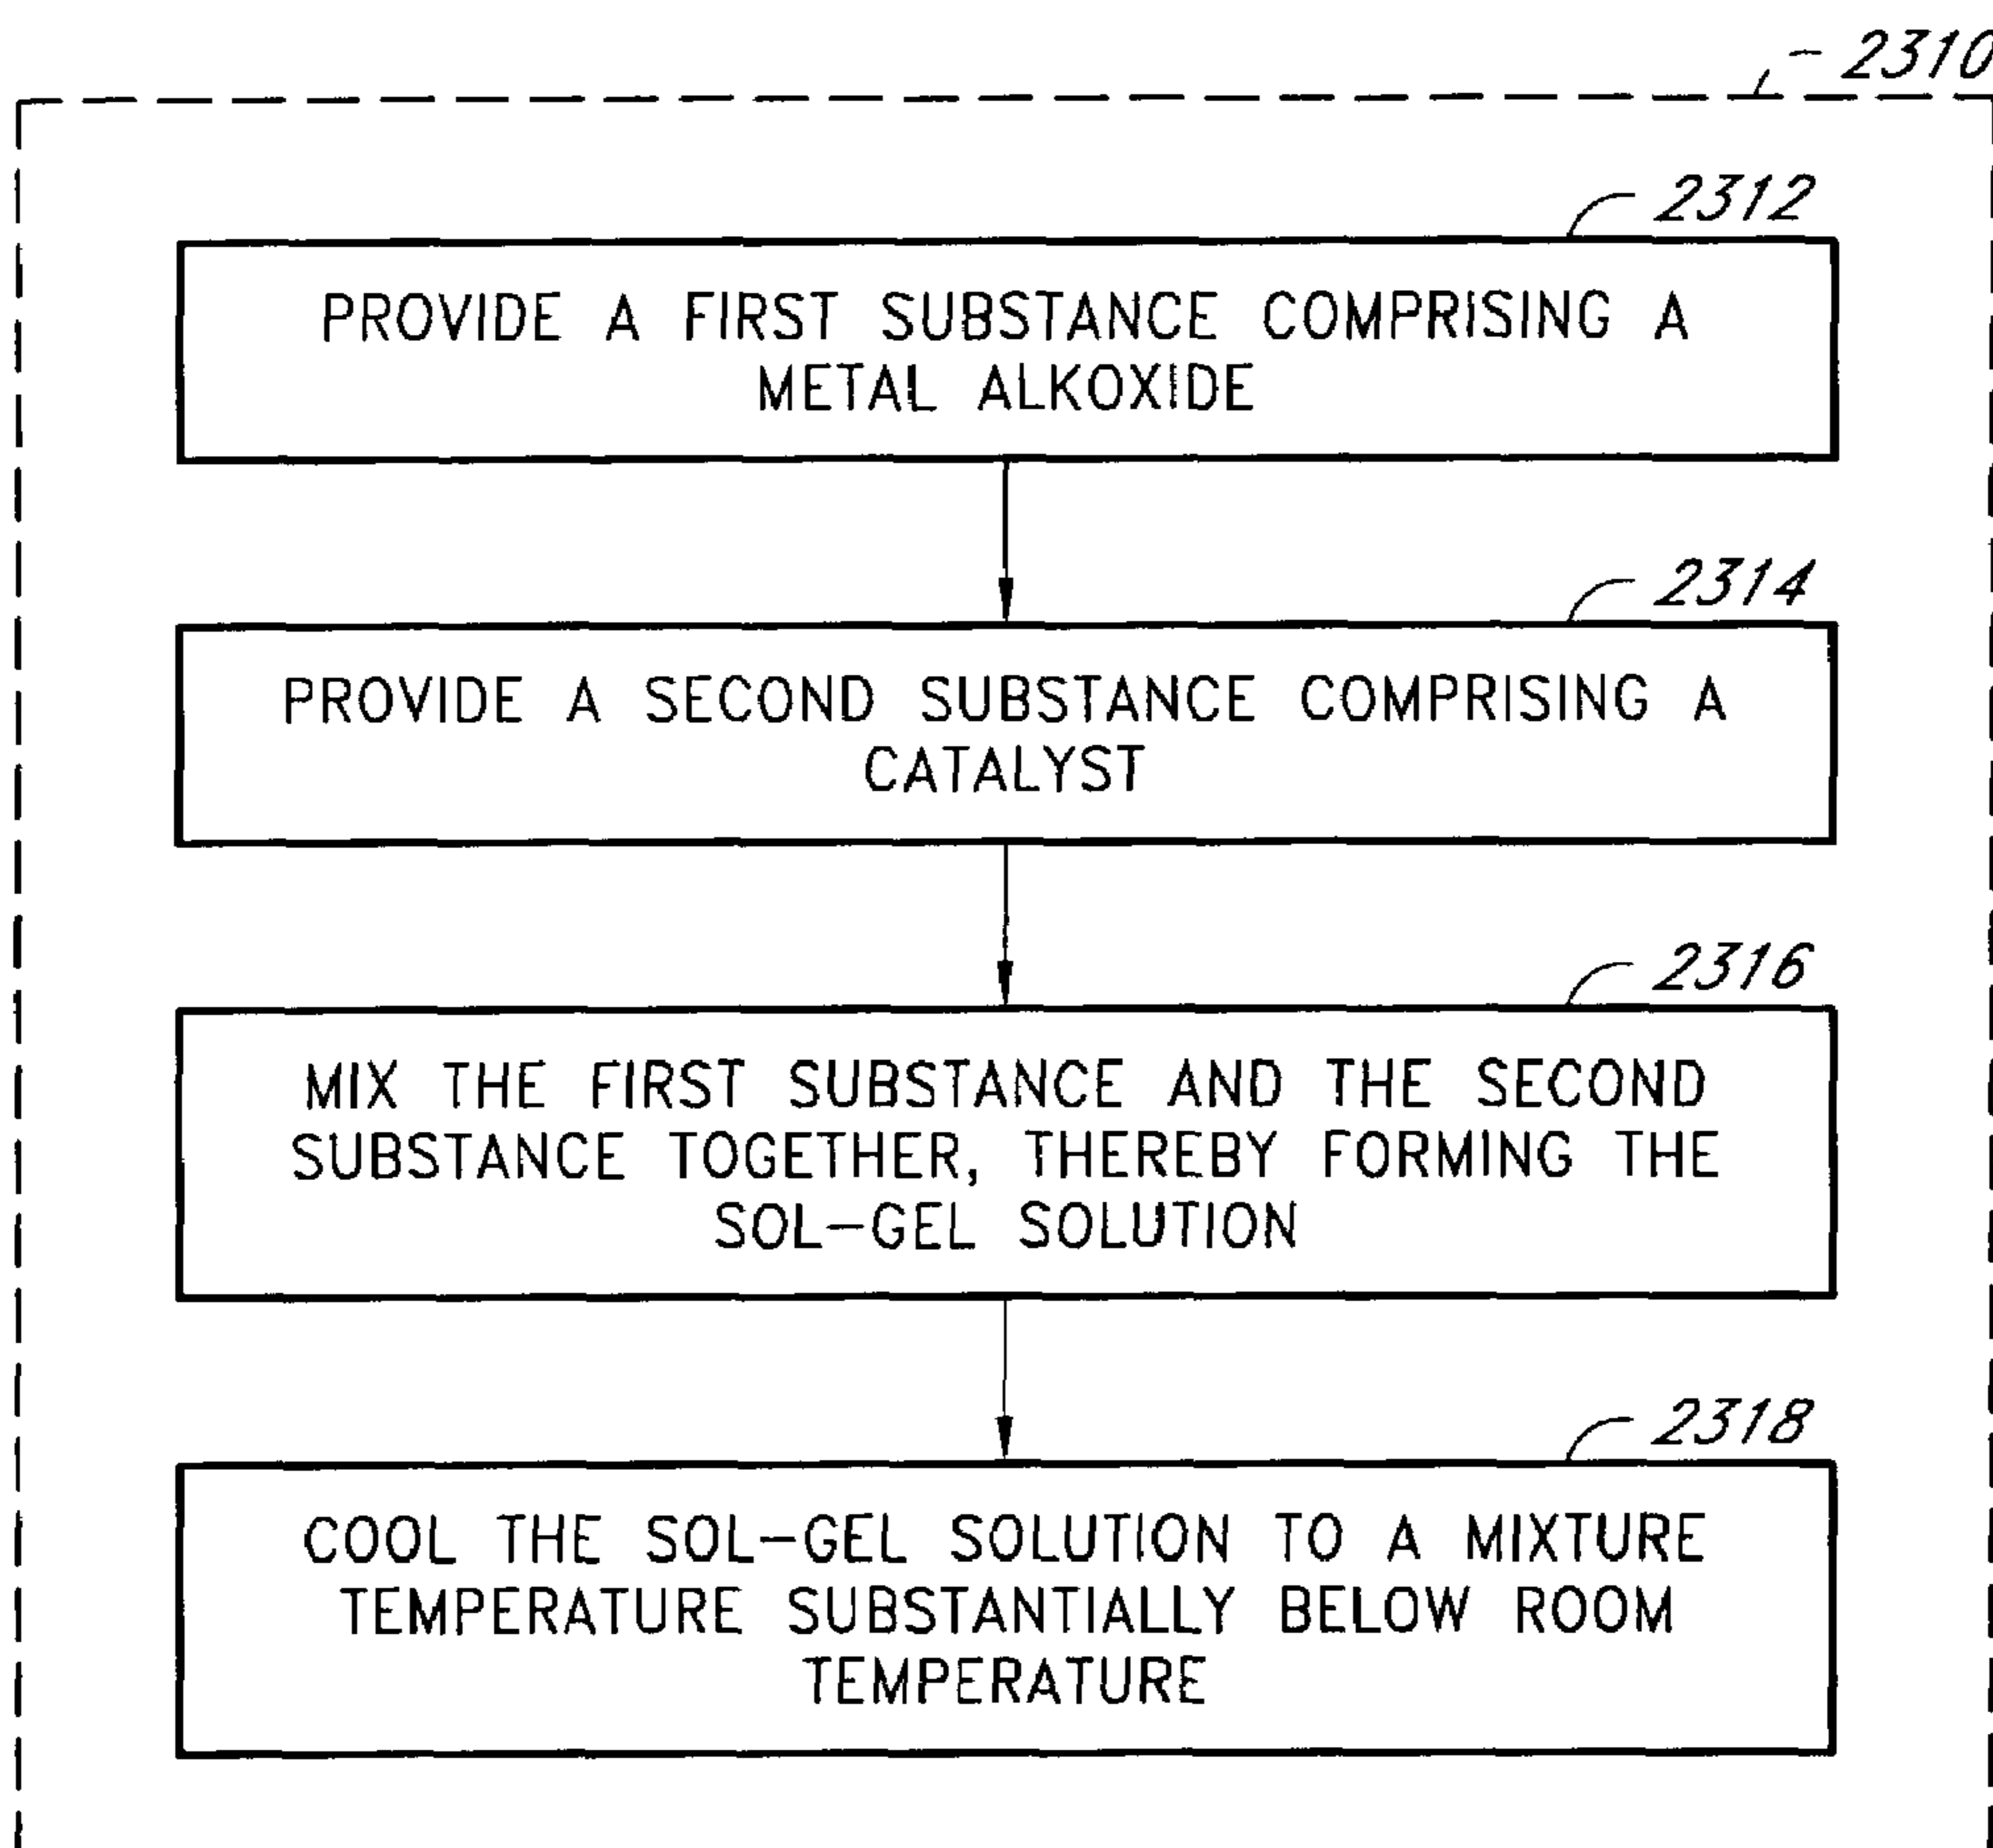 2310
2312
PROVIDE A FIRST SUBSTANCE COMPRISING A
METAL ALKOXIDE
2314
PROVIDE A SECOND SUBSTANCE COMPRISING A
CATALYST
2316
MIX THE FIRST SUBSTANCE AND THE SECOND
SUBSTANCE TOGETHER, THEREBY FORMING THE
SOL-GEL SOLUTION
2318
COOL THE SOL-GEL SOLUTION TO A MIXTURE
TEMPERATURE SUBSTANTIALLY BELOW ROOM
TEMPERATURE